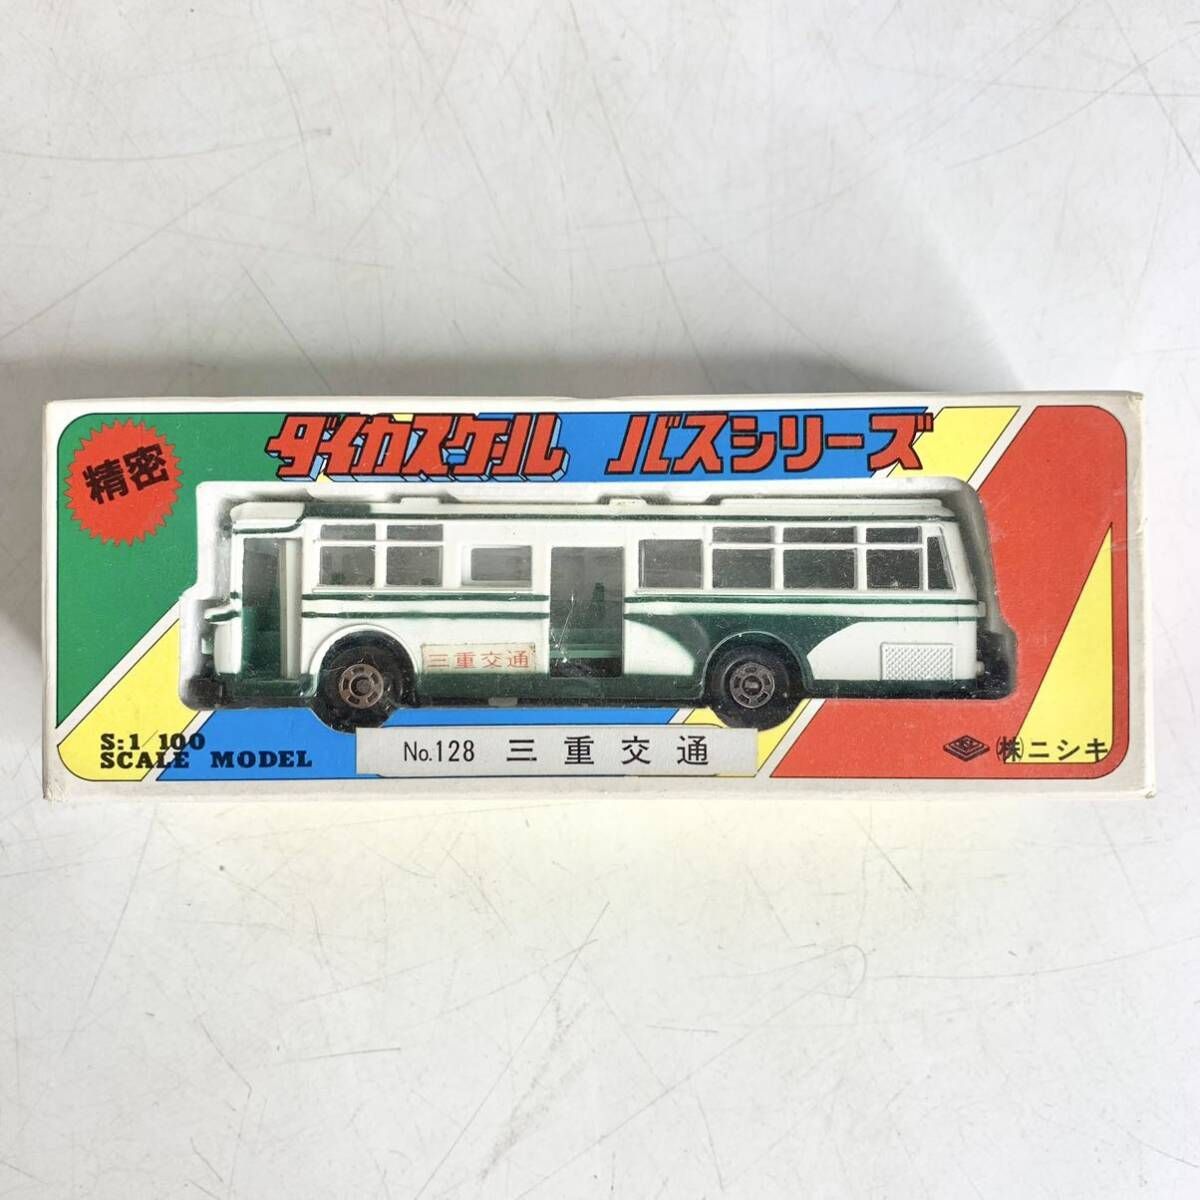 精密
ダイカスケール バスシリーズ
三重交通
S:1 100
SCALE MODEL
No.128 三重交通
㈱ニシキ